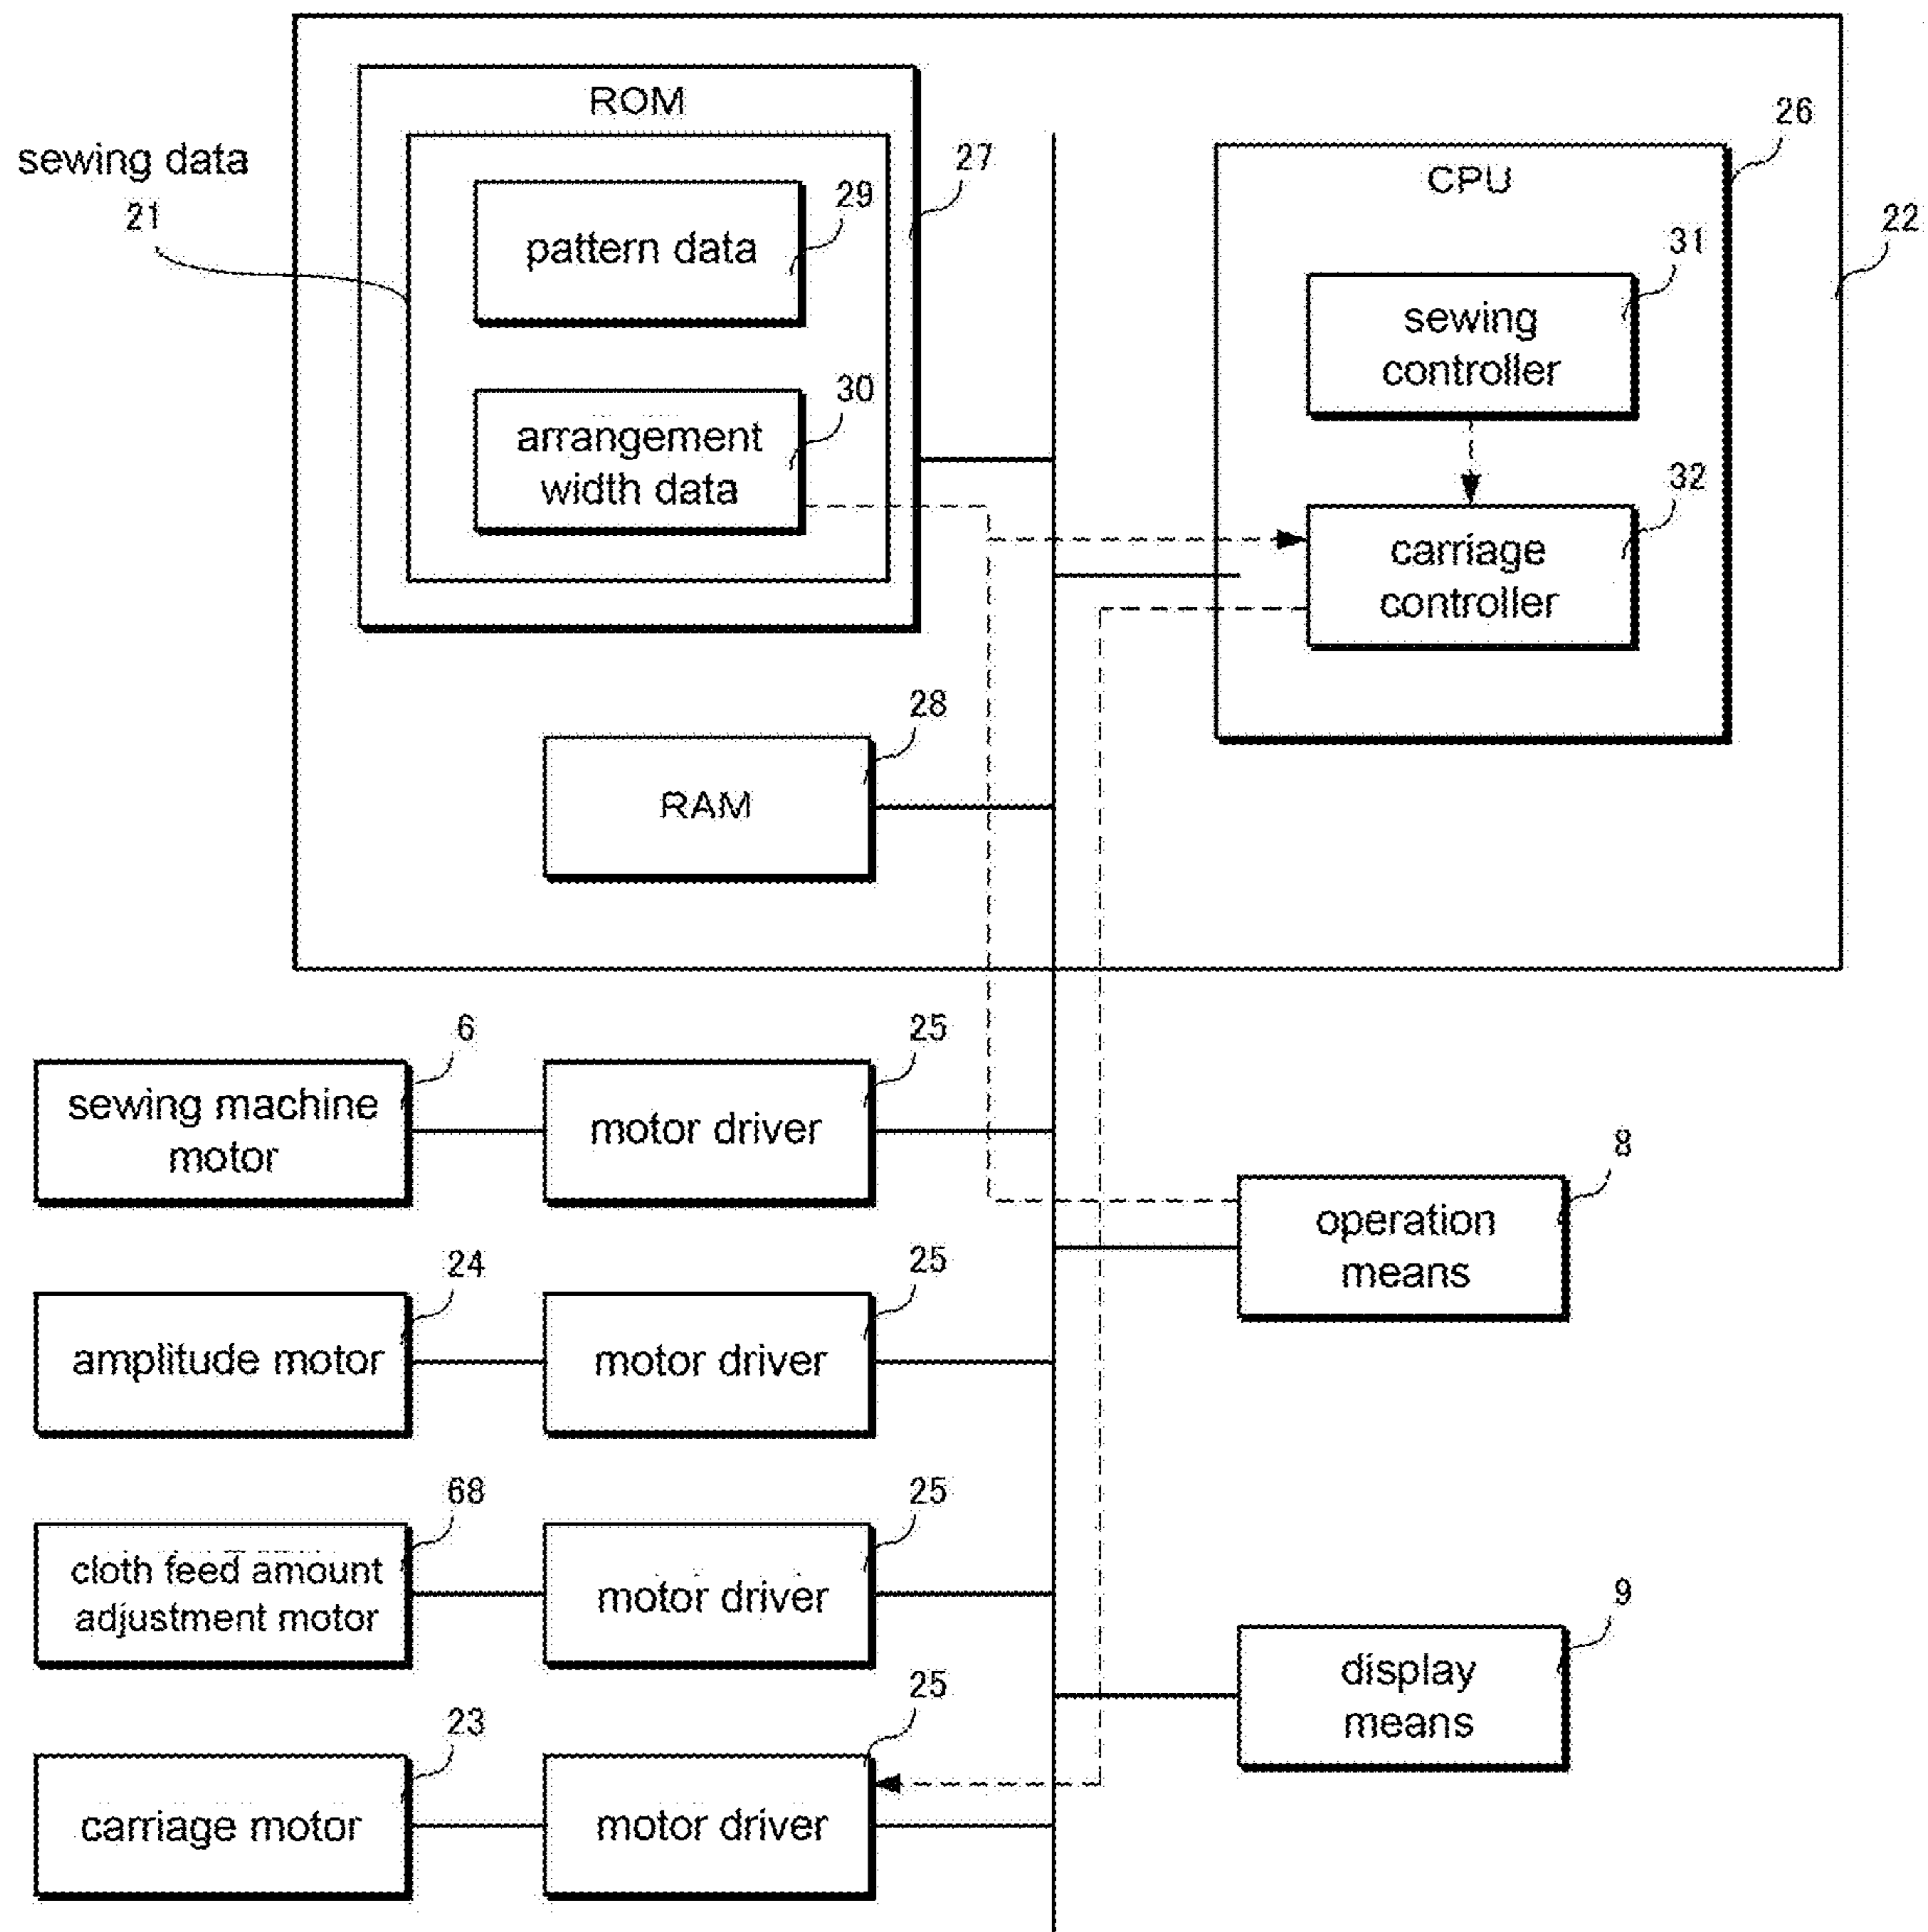 ROM
26
sewing data
21
27
CPU
29
22
pattern data
31
sewing
controller
30
arrangement
width data
32
carriage
controller
28
RAM
6
25
sewing machine
motor
motor driver
8
operation
means
24
25
amplitude motor
motor driver
68
25
cloth feed amount
adjustment motor
motor driver
9
display
means
23
25
carriage motor
motor driver